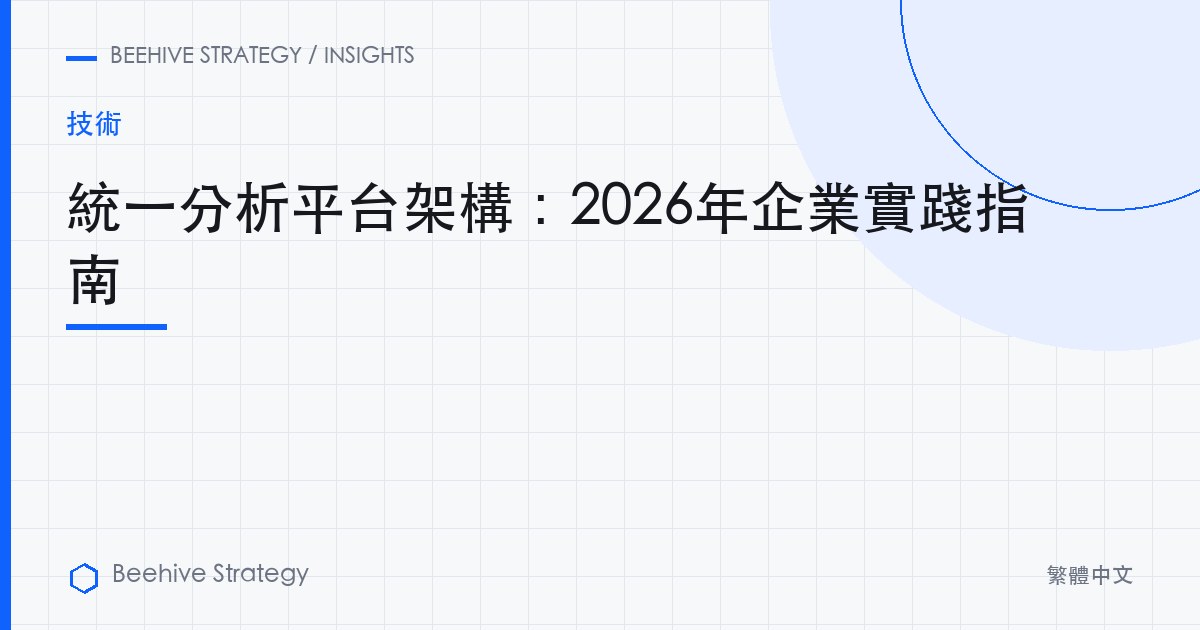 BEEHIVE STRATEGY / INSIGHTS
技術
統一分析平台架構：2026年企業實踐指
南
Beehive Strategy
繁體中文